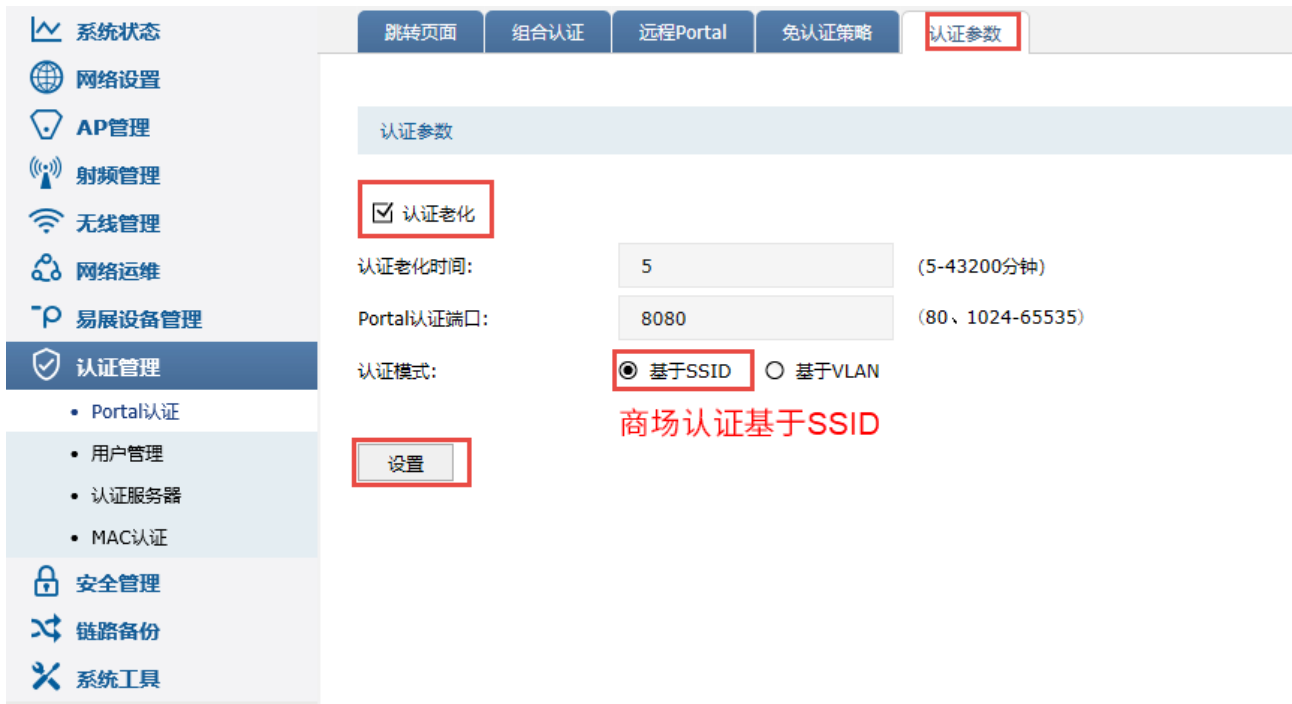 系统状态
网络设置
AP管理
射频管理
无线管理
网络运维
易展设备管理
认证管理
• Portal认证
• 用户管理
• 认证服务器
• MAC认证
安全管理
链路备份
系统工具
跳转页面 组合认证 远程Portal 免认证策略 认证参数
认证参数
认证老化
认证老化时间: 5 (5-43200分钟)
Portal认证端口: 8080 (80、1024-65535)
认证模式: 基于SSID 基于VLAN
商场认证基于SSID
设置